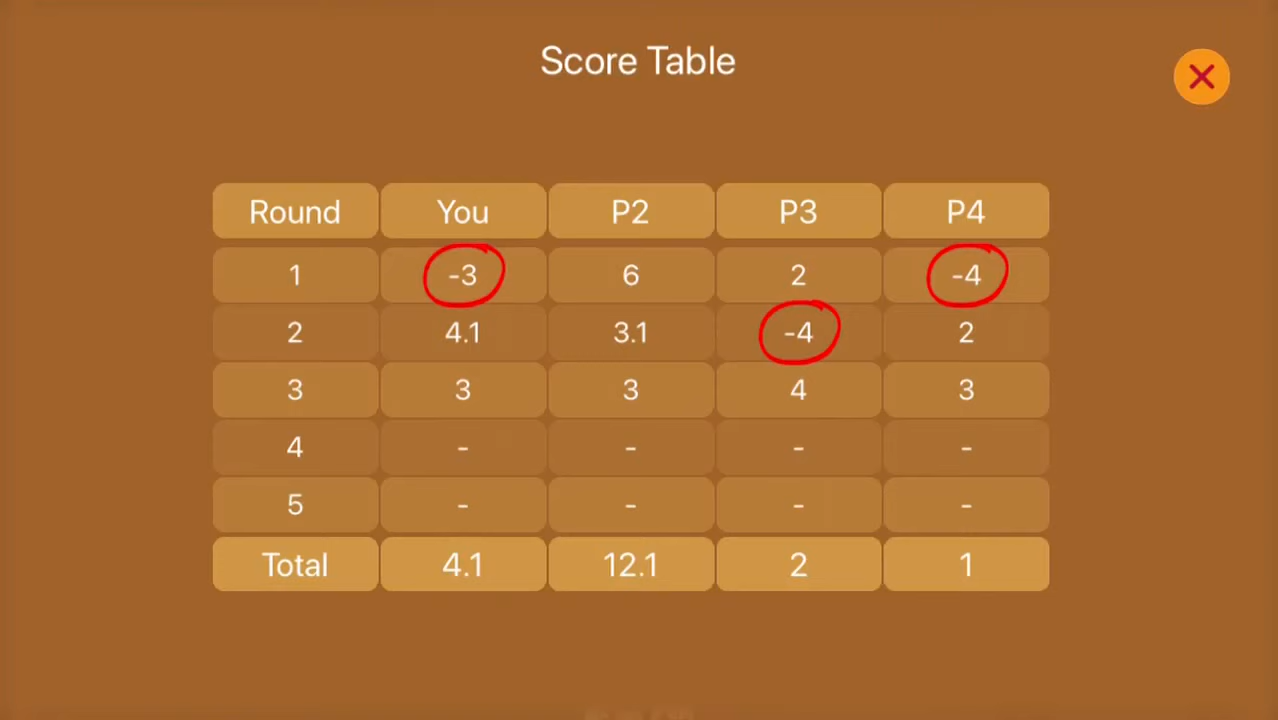 Score Table
Round You P2 P3 P4
1 -3 6 2 -4
2 4.1 3.1 -4 2
3 3 3 4 3
4 - - - -
5 - - - -
Total 4.1 12.1 2 1